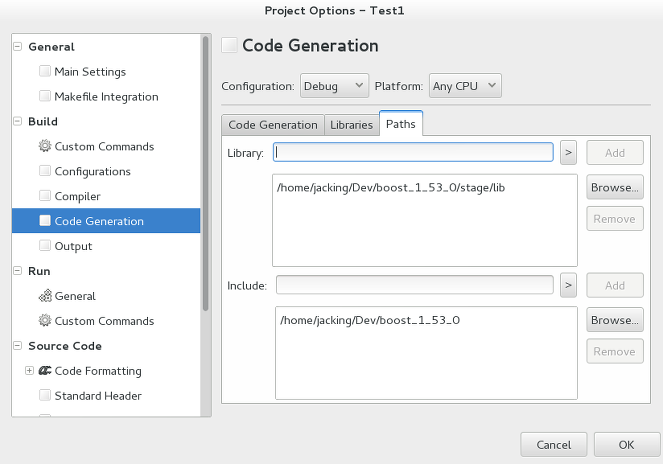 Project Options - Test1
General
Main Settings
Makefile Integration
Build
Custom Commands
Configurations
Compiler
Code Generation
Output
Run
General
Custom Commands
Source Code
Code Formatting
Standard Header
Code Generation
Configuration: Debug Platform: Any CPU
Code Generation Libraries Paths
Library: > Add
/home/jacking/Dev/boost_1_53_0/stage/lib
Browse...
Remove
Include: > Add
/home/jacking/Dev/boost_1_53_0
Browse...
Remove
Cancel OK